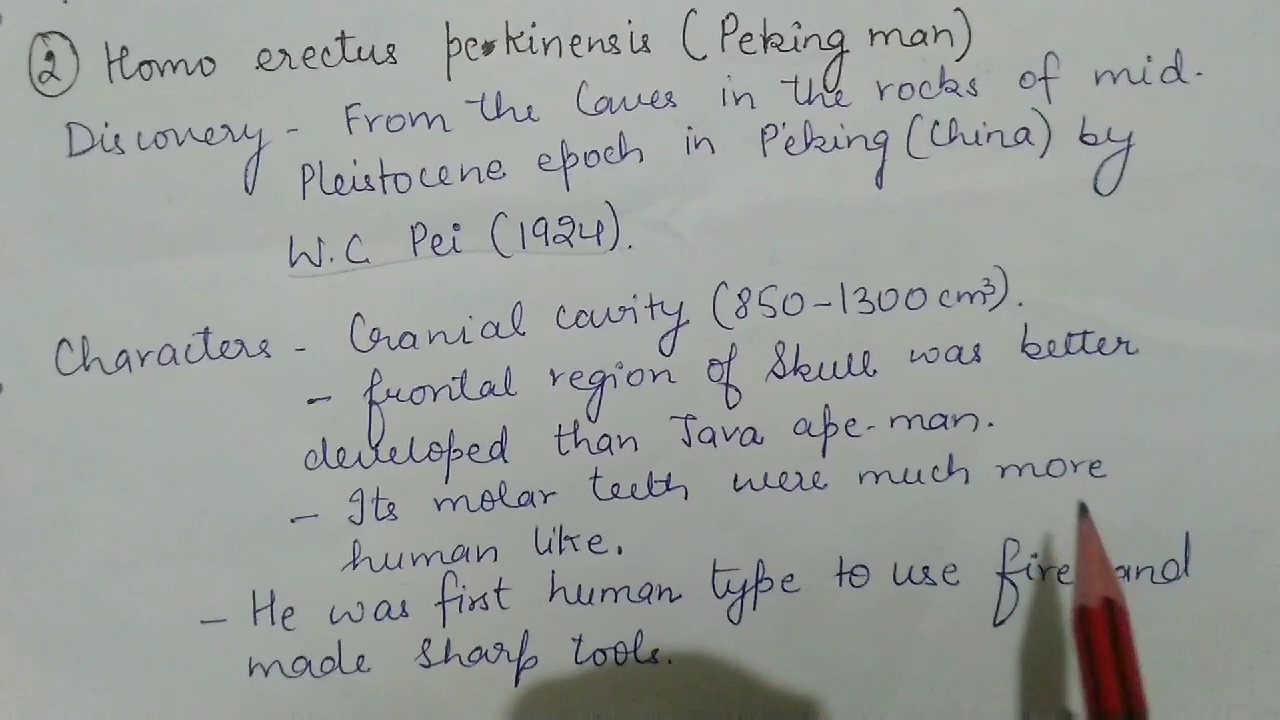 ② Homo erectus pekinensis (Peking man)
Discovery - From the Caves in the rocks of mid.
Pleistocene epoch in Peking (China) by
W.C Pei (1924).
Characters - Cranial cavity (850-1300 cm³).
- frontal region of Skull was better
developed than Java ape-man.
- Its molar teeth were much more
human like.
- He was first human type to use fire and
made sharp tools.